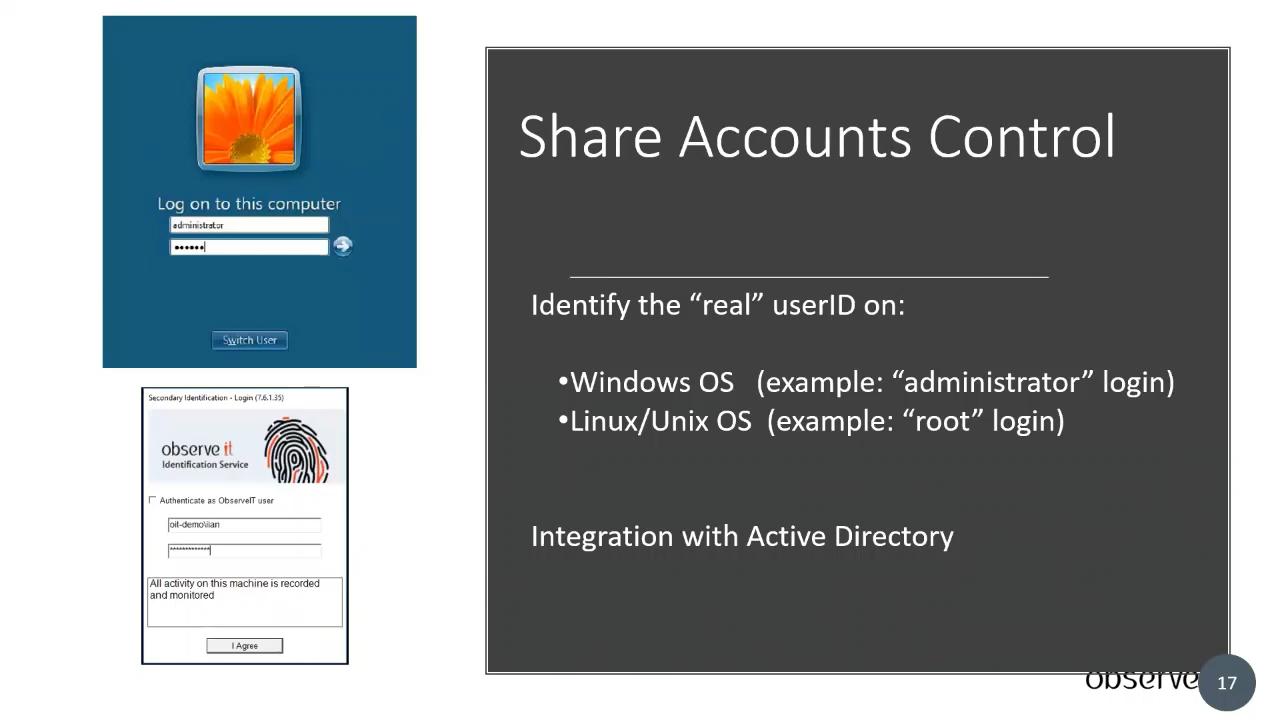 Log on to this computer
administrator
••••••
Switch User
Secondary Identification - Login (7.6.1.35)
observe it
Identification Service
Authenticate as ObserveIT user
oit-demo\ilan
*************
All activity on this machine is recorded
and monitored
I Agree
Share Accounts Control
Identify the “real” userID on:
•Windows OS (example: “administrator” login)
•Linux/Unix OS (example: “root” login)
Integration with Active Directory
observe
17